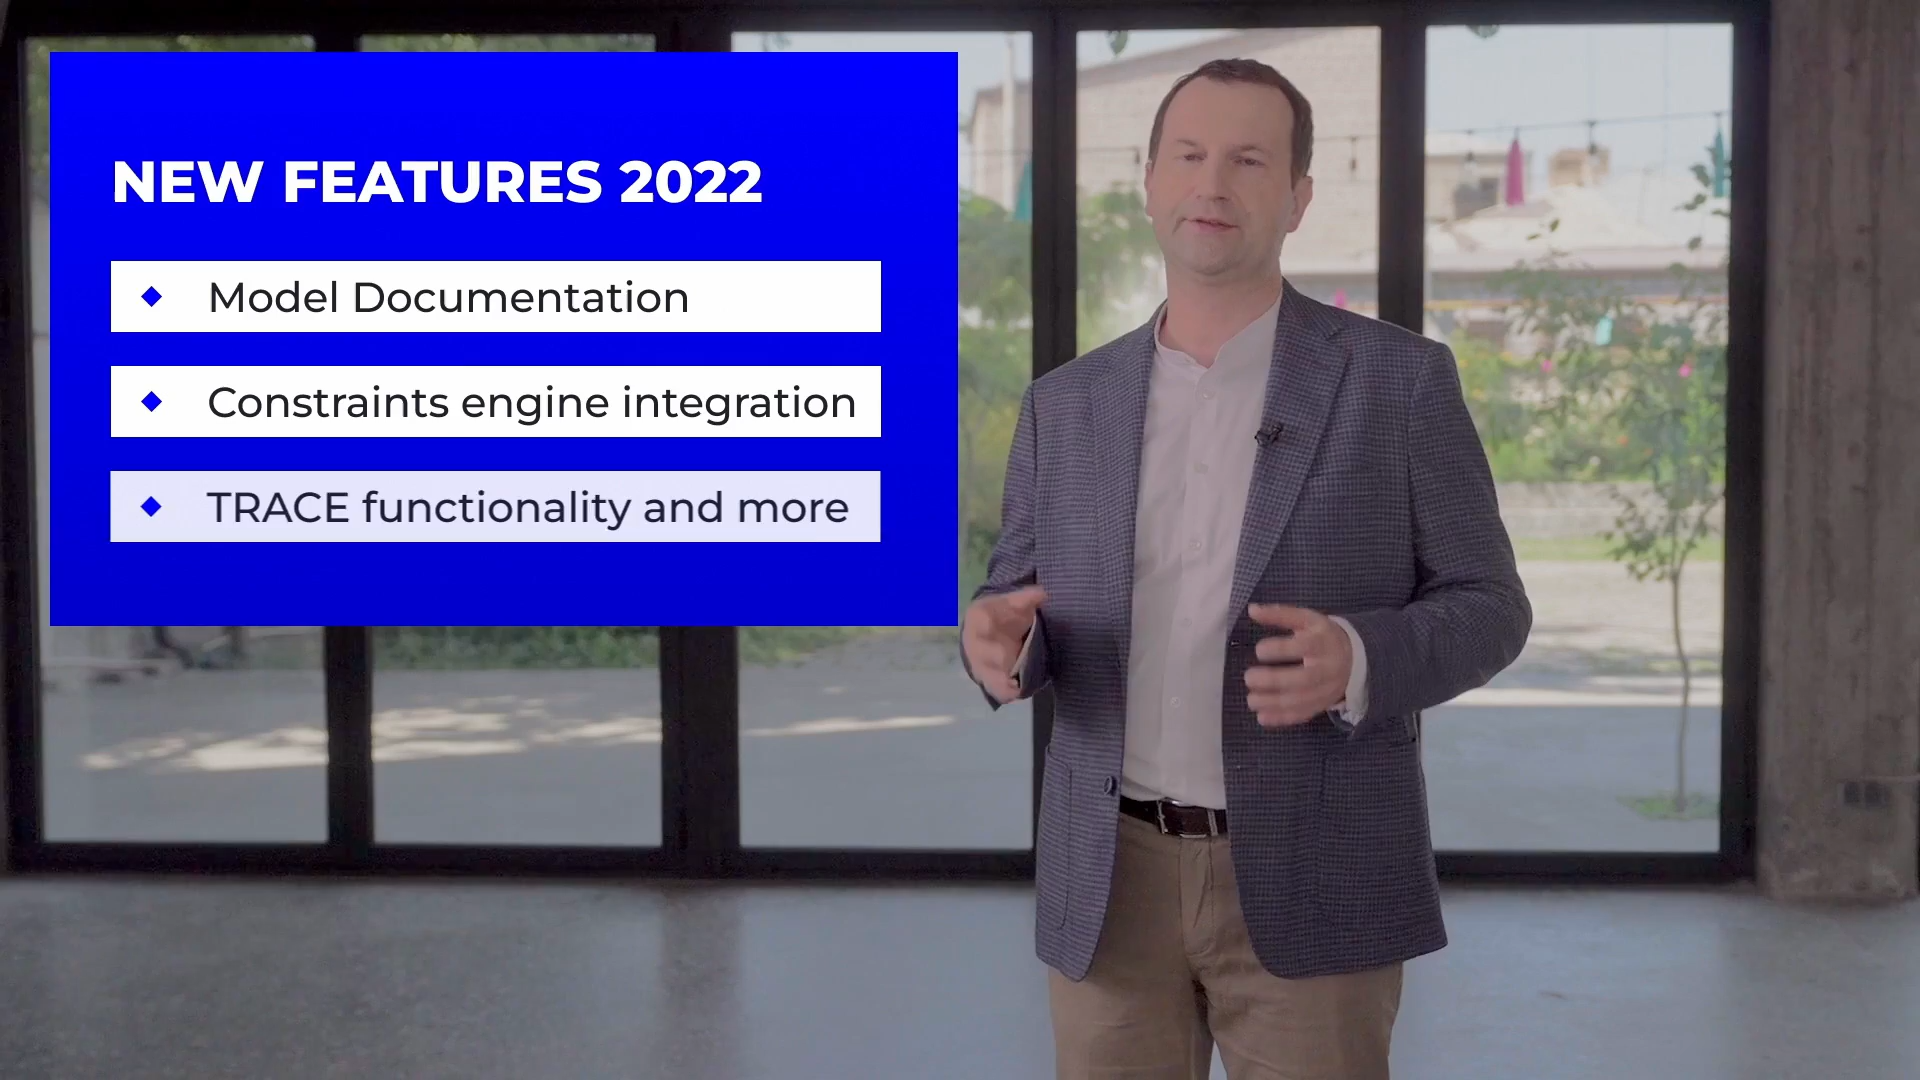 NEW FEATURES 2022
Model Documentation
Constraints engine integration
TRACE functionality and more